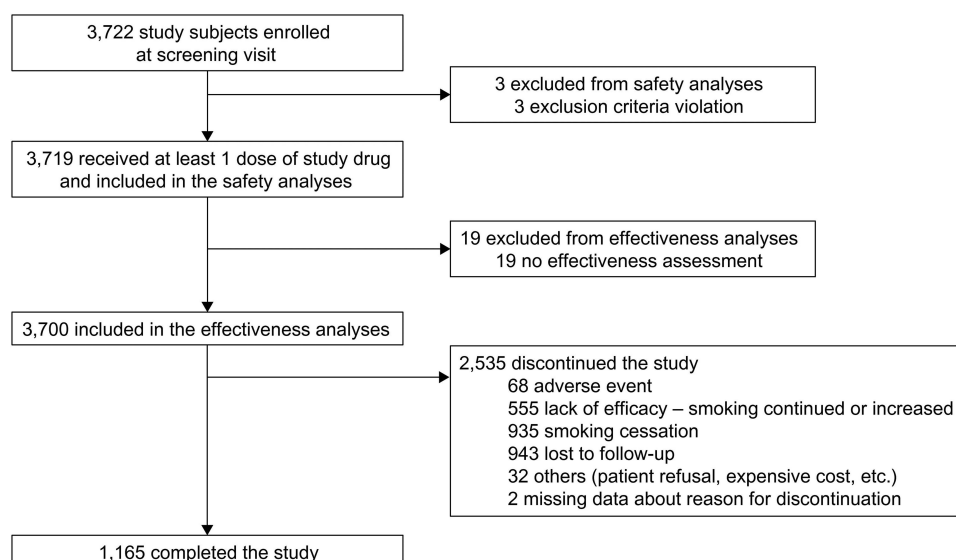 3,722 study subjects enrolled
at screening visit
3 excluded from safety analyses
3 exclusion criteria violation
3,719 received at least 1 dose of study drug
and included in the safety analyses
19 excluded from effectiveness analyses
19 no effectiveness assessment
3,700 included in the effectiveness analyses
2,535 discontinued the study
68 adverse event
555 lack of efficacy – smoking continued or increased
935 smoking cessation
943 lost to follow-up
32 others (patient refusal, expensive cost, etc.)
2 missing data about reason for discontinuation
1,165 completed the study